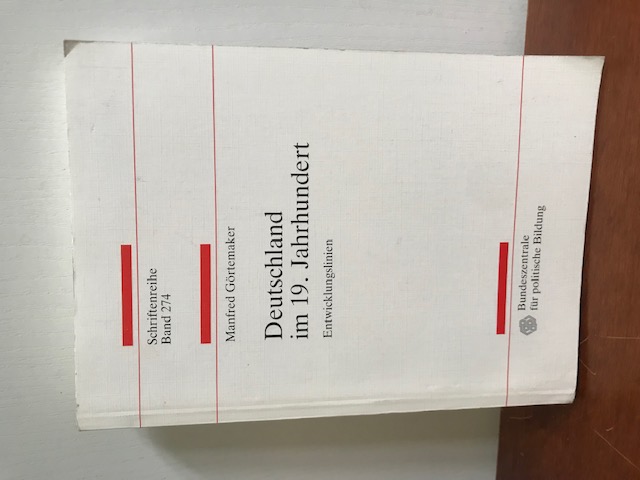 Schriftenreihe
Band 274
Manfred Görtemaker
Deutschland
im 19. Jahrhundert
Entwicklungslinien
Bundeszentrale
für politische Bildung